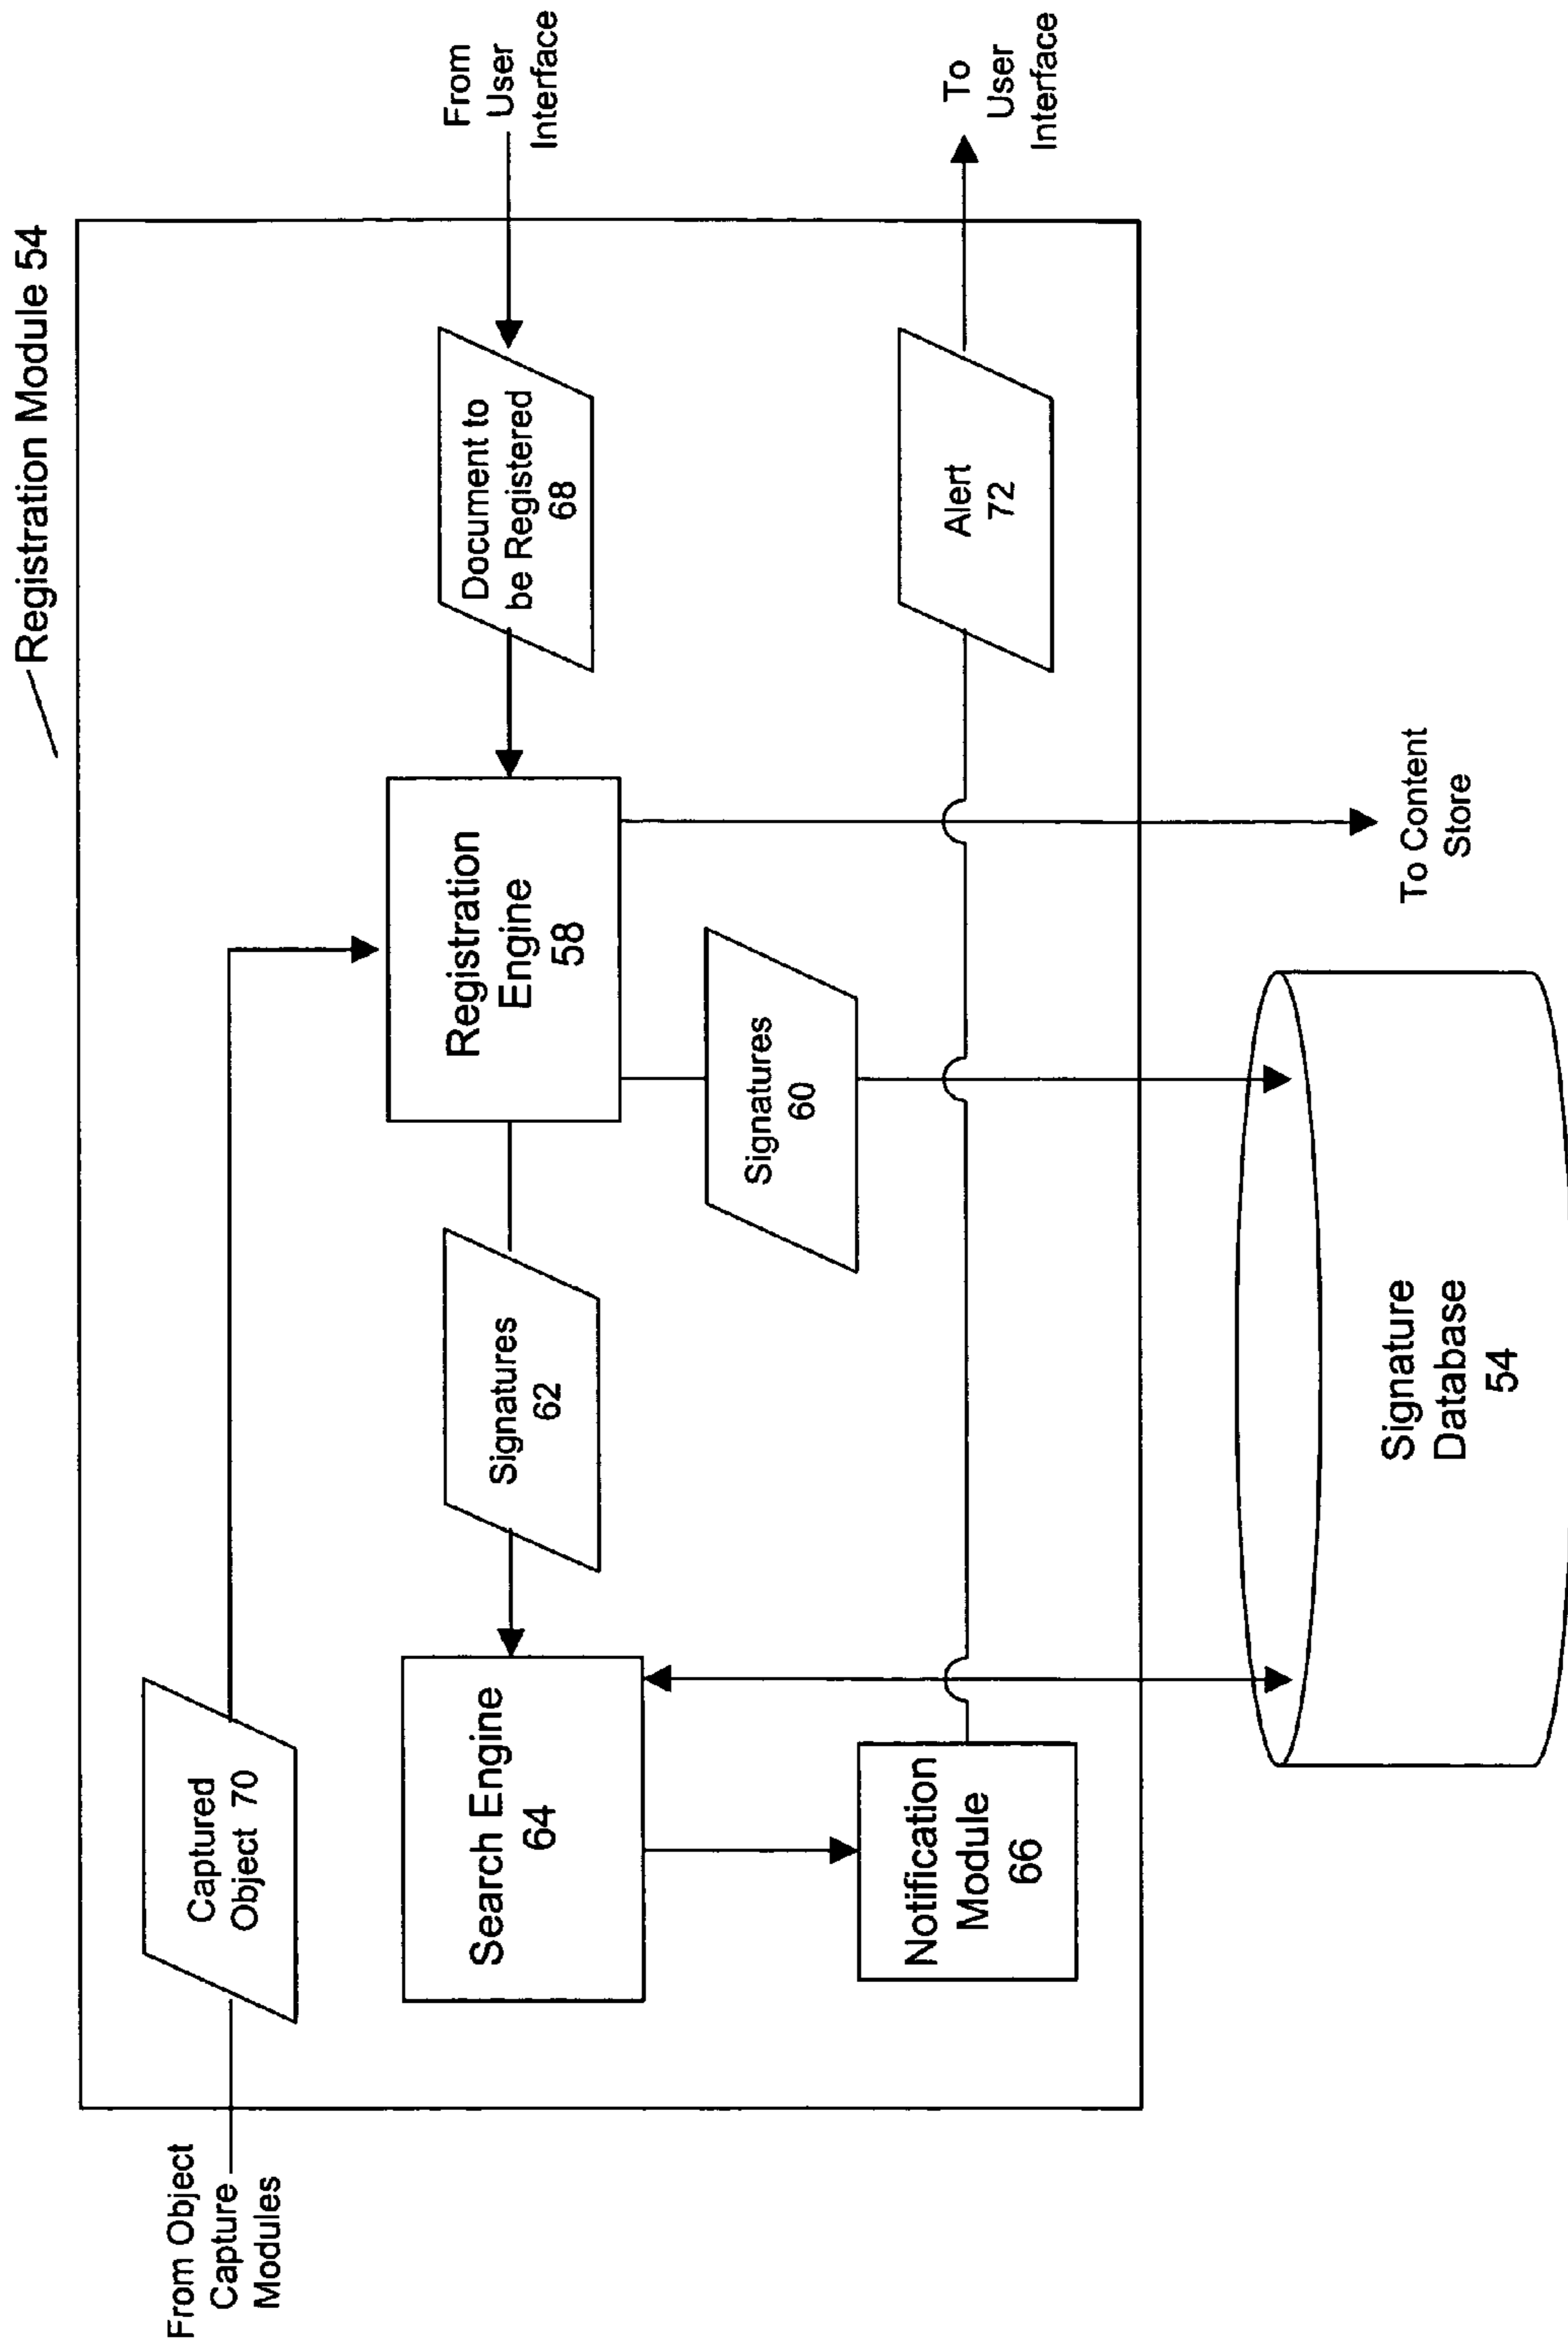 Registration Module 54
From Object
Capture
Modules
Captured
Object 70
Search Engine
64
Signatures
62
Registration
Engine
58
Document to
be Registered
68
From
User
Interface
Signatures
60
Notification
Module
66
Alert
72
To
User
Interface
Signature
Database
54
To Content
Store